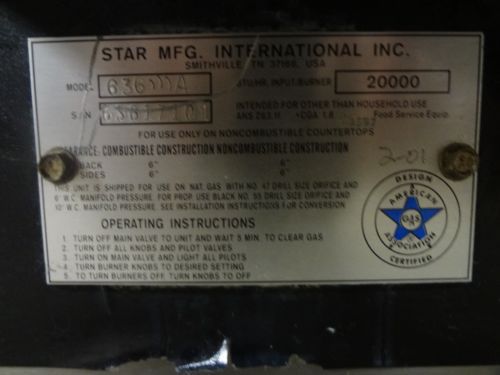 STAR MFG. INTERNATIONAL INC.
SMITHVILLE, TN 37166, USA
MODEL
BTU/HR. INPUT/BURNER 20000
S/N
INTENDED FOR OTHER THAN HOUSEHOLD USE
Food Service Equip
FOR USE ONLY ON NONCOMBUSTIBLE COUNTERTOPS
CLEARANCE: COMBUSTIBLE CONSTRUCTION NONCOMBUSTIBLE CONSTRUCTION
BACK 6" 6"
SIDES 6" 6"
2-01
THIS UNIT IS SHIPPED FOR USE ON NAT. GAS WITH NO. 47 DRILL SIZE ORIFICE AND
6" W.C. MANIFOLD PRESSURE. FOR PROP. USE BLACK NO. 55 DRILL SIZE ORIFICE AND
10" W.C. MANIFOLD PRESSURE. SEE INSTALLATION INSTRUCTIONS FOR CONVERSION
OPERATING INSTRUCTIONS
1. TURN OFF MAIN VALVE TO UNIT AND WAIT 5 MIN. TO CLEAR GAS
2. TURN OFF ALL KNOBS AND PILOT VALVES
3. TURN ON MAIN VALVE AND LIGHT ALL PILOTS
4. TURN BURNER KNOBS TO DESIRED SETTING
5. TO TURN BURNERS OFF, TURN KNOBS TO OFF
DESIGN
AMERICAN
GAS
ASSOCIATION
CERTIFIED